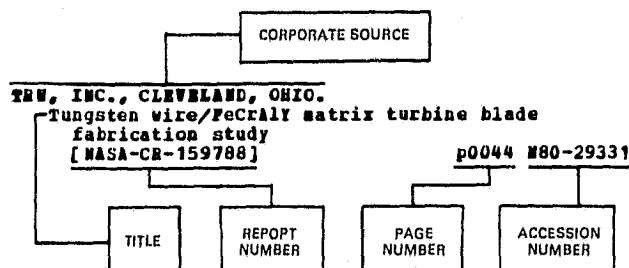 CORPORATE SOURCE
TRW, INC., CLEVELAND, OHIO.
Tungsten wire/FeCrAlY matrix turbine blade
fabrication study
[NASA-CR-159788]
p0044 N80-29331
TITLE
REPOPT
NUMBER
PAGE
NUMBER
ACCESSION
NUMBER